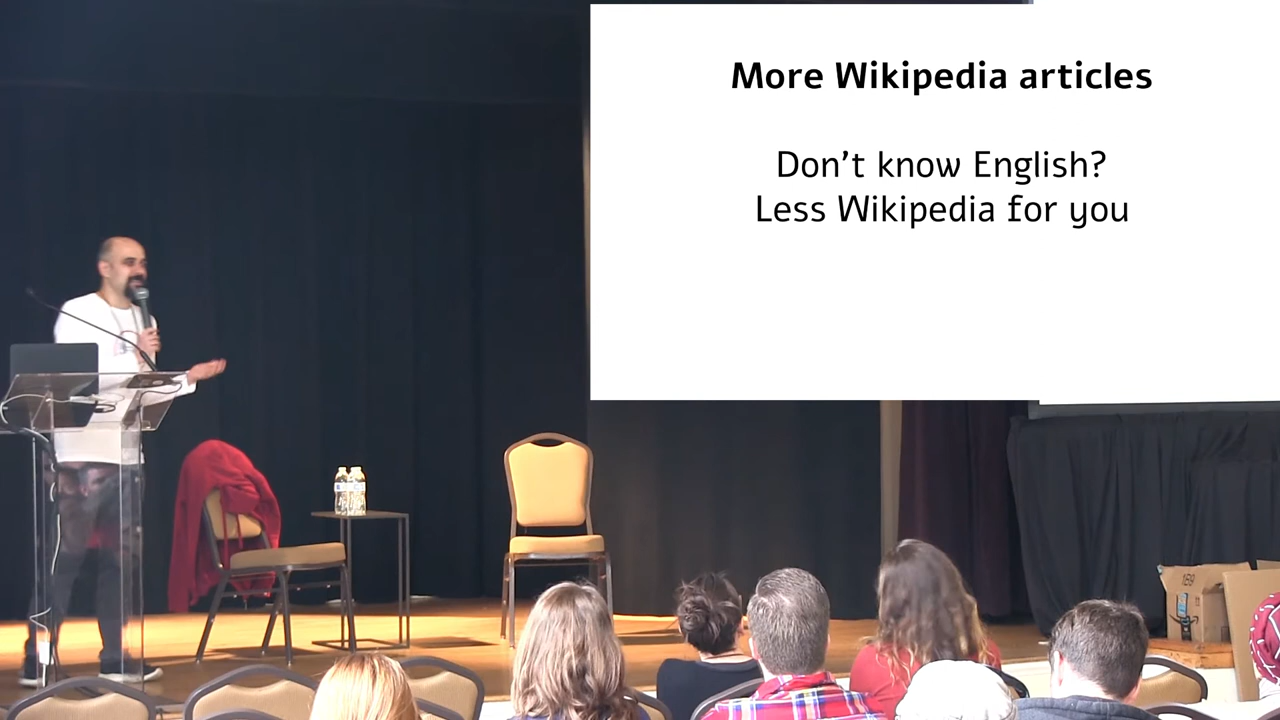 More Wikipedia articles
Don't know English?
Less Wikipedia for you